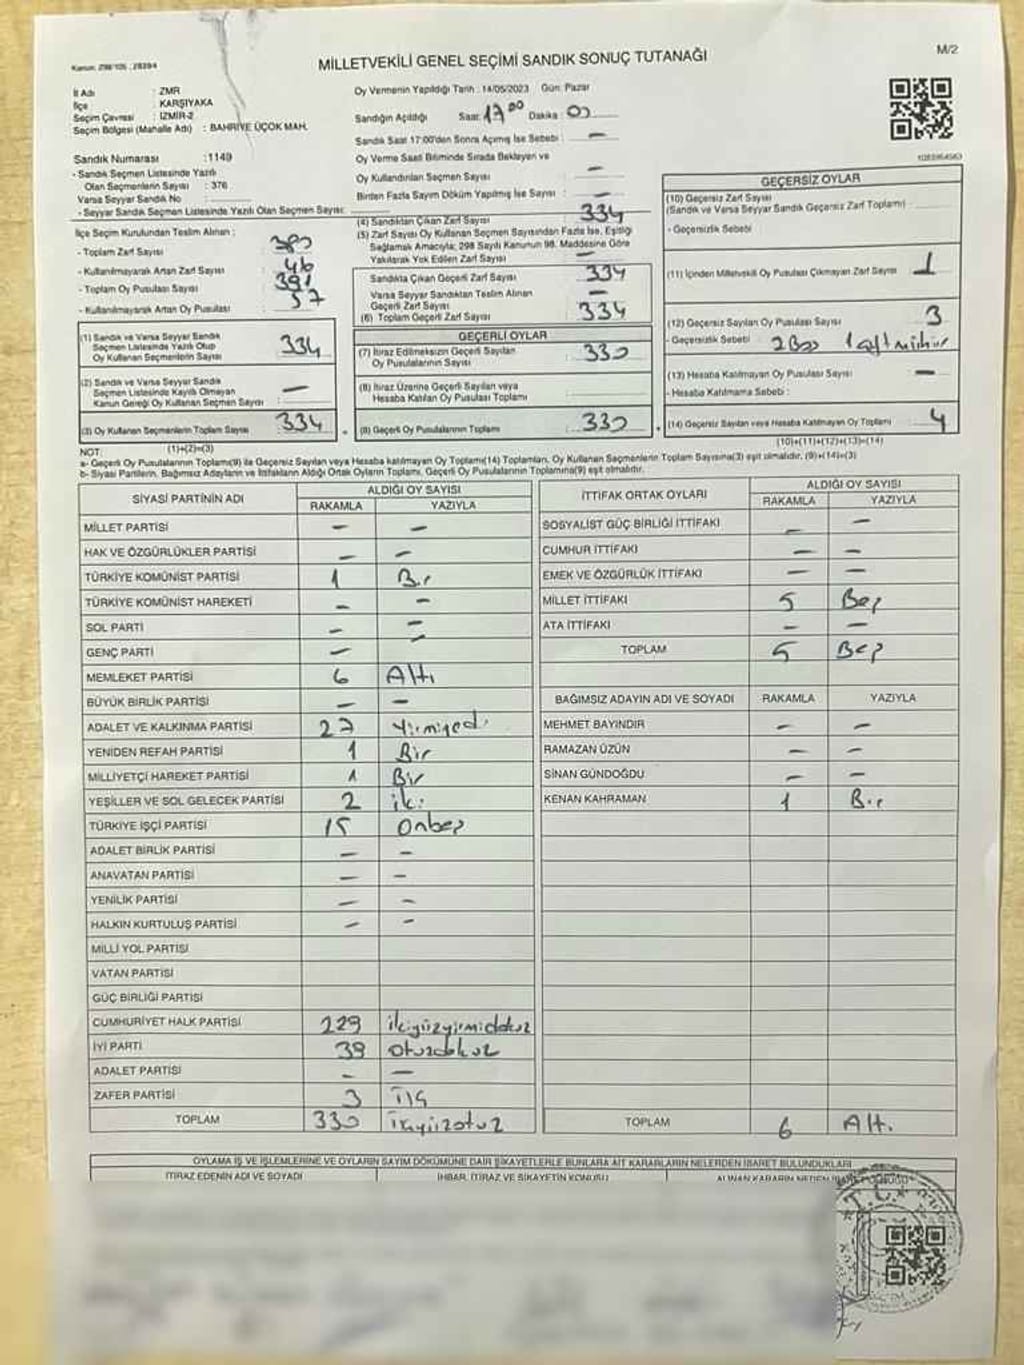 Kanun: 298/105, 28394
MİLLETVEKİLİ GENEL SEÇİMİ SANDIK SONUÇ TUTANAĞI
M/2
İl Adı : ZMR
İlçe : KARŞIYAKA
Seçim Çevresi : İZMİR-2
Seçim Bölgesi (Mahalle Adı) : BAHRİYE ÜÇOK MAH.
Sandık Numarası : 1149
- Sandık Seçmen Listesinde Yazılı
Olan Seçmenlerin Sayısı : 376
Varsa Seyyar Sandık No :
- Seyyar Sandık Seçmen Listesinde Yazılı Olan Seçmen Sayısı:
İlçe Seçim Kurulundan Teslim Alınan :
- Toplam Zarf Sayısı : 380
- Kullanılmayarak Artan Zarf Sayısı : 46
- Toplam Oy Pusulası Sayısı : 391
- Kullanılmayarak Artan Oy Pusulası : 57
(1) Sandık ve Varsa Seyyar Sandık
Seçmen Listesinde Yazılı Olup
Oy Kullanan Seçmenlerin Sayısı : 334
(2) Sandık ve Varsa Seyyar Sandık
Seçmen Listesinde Kayıtlı Olmayan
Kanun Gereği Oy Kullanan Seçmen Sayısı : —
(3) Oy Kullanan Seçmenlerin Toplam Sayısı : 334
(1)+(2)=(3)
Oy Vermenin Yapıldığı Tarih : 14/05/2023 Gün: Pazar
Sandığın Açıldığı Saat: 17 00 Dakika : 00
Sandık Saat 17:00'den Sonra Açılmış İse Sebebi : —
Oy Verme Saati Bitiminde Sırada Bekleyen ve
Oy Kullandırılan Seçmen Sayısı : —
Birden Fazla Sayım Döküm Yapılmış İse Sayısı : —
(4) Sandıktan Çıkan Zarf Sayısı : 334
(5) Zarf Sayısı Oy Kullanan Seçmen Sayısından Fazla İse, Eşitliği
Sağlamak Amacıyla; 298 Sayılı Kanunun 98. Maddesine Göre
Yakılarak Yok Edilen Zarf Sayısı : —
Sandıkta Çıkan Geçerli Zarf Sayısı : 334
Varsa Seyyar Sandıktan Teslim Alınan
Geçerli Zarf Sayısı : —
(6) Toplam Geçerli Zarf Sayısı : 334
GEÇERLİ OYLAR
(7) İtiraz Edilmeksizin Geçerli Sayılan
Oy Pusulasının Sayısı : 330
(8) İtiraz Üzerine Geçerli Sayılan veya
Hesaba Katılan Oy Pusulası Toplamı :
(9) Geçerli Oy Pusulalarının Toplamı : 330
GEÇERSİZ OYLAR
(10) Geçersiz Zarf Sayısı
(Sandık ve Varsa Seyyar Sandık Geçersiz Zarf Toplamı) :
- Geçersizlik Sebebi :
(11) İçinden Milletvekili Oy Pusulası Çıkmayan Zarf Sayısı : 1
(12) Geçersiz Sayılan Oy Pusulası Sayısı : 3
- Geçersizlik Sebebi : 2 Boş 1 çift mühür
(13) Hesaba Katılmayan Oy Pusulası Sayısı : —
- Hesaba Katılmama Sebebi :
(14) Geçersiz Sayılan veya Hesaba Katılmayan Oy Toplamı : 4
(10)+(11)+(12)+(13)=(14)
NOT:
a- Geçerli Oy Pusulalarının Toplamı(9) ile Geçersiz Sayılan veya Hesaba katılmayan Oy Toplamı(14) Toplamları, Oy Kullanan Seçmenlerin Toplam Sayısına(3) eşit olmalıdır. (9)+(14)=(3)
b- Siyasi Partilerin, Bağımsız Adayların ve İttifakların Aldığı Ortak Oyların Toplamı, Geçerli Oy Pusulalarının Toplamına(9) eşit olmalıdır.
SİYASİ PARTİNİN ADI ALDIĞI OY SAYISI
RAKAMLA YAZIYLA
MİLLET PARTİSİ — —
HAK VE ÖZGÜRLÜKLER PARTİSİ — —
TÜRKİYE KOMÜNİST PARTİSİ 1 Bir
TÜRKİYE KOMÜNİST HAREKETİ — —
SOL PARTİ — —
GENÇ PARTİ — —
MEMLEKET PARTİSİ 6 Altı
BÜYÜK BİRLİK PARTİSİ — —
ADALET VE KALKINMA PARTİSİ 27 Yirmiyedi
YENİDEN REFAH PARTİSİ 1 Bir
MİLLİYETÇİ HAREKET PARTİSİ 1 Bir
YEŞİLLER VE SOL GELECEK PARTİSİ 2 iki
TÜRKİYE İŞÇİ PARTİSİ 15 Onbeş
ADALET BİRLİK PARTİSİ — —
ANAVATAN PARTİSİ — —
YENİLİK PARTİSİ — —
HALKIN KURTULUŞ PARTİSİ — —
MİLLİ YOL PARTİSİ
VATAN PARTİSİ
GÜÇ BİRLİĞİ PARTİSİ
CUMHURİYET HALK PARTİSİ 229 ikiyüzyirmidokuz
İYİ PARTİ 39 otuzdokuz
ADALET PARTİSİ — —
ZAFER PARTİSİ 3 üç
TOPLAM 330
İTTİFAK ORTAK OYLARI ALDIĞI OY SAYISI
RAKAMLA YAZIYLA
SOSYALİST GÜÇ BİRLİĞİ İTTİFAKI — —
CUMHUR İTTİFAKI — —
EMEK VE ÖZGÜRLÜK İTTİFAKI — —
MİLLET İTTİFAKI 5 Beş
ATA İTTİFAKI — —
TOPLAM 5 Beş
BAĞIMSIZ ADAYIN ADI VE SOYADI RAKAMLA YAZIYLA
MEHMET BAYINDIR — —
RAMAZAN ÜZÜN — —
SİNAN GÜNDOĞDU — —
KENAN KAHRAMAN 1 Bir
TOPLAM 6 Altı
OYLAMA İŞ VE İŞLEMLERİNE VE OYLARIN SAYIM DÖKÜMÜNE DAİR ŞİKAYETLERLE BUNLARA AİT KARARLARIN NELERDEN İBARET BULUNDUKLARI
İTİRAZ EDENİN ADI VE SOYADI İHBAR, İTİRAZ VE ŞİKAYETİN KONUSU
T.C.